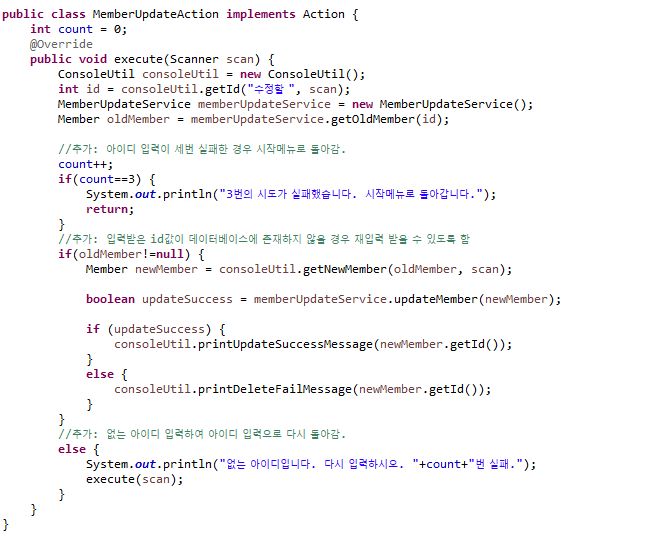 public class MemberUpdateAction implements Action {
    int count = 0;
    @Override
    public void execute(Scanner scan) {
        ConsoleUtil consoleUtil = new ConsoleUtil();
        int id = consoleUtil.getId("수정할 ", scan);
        MemberUpdateService memberUpdateService = new MemberUpdateService();
        Member oldMember = memberUpdateService.getOldMember(id);

        //추가: 아이디 입력이 세번 실패한 경우 시작메뉴로 돌아감.
        count++;
        if(count==3) {
            System.out.println("3번의 시도가 실패했습니다. 시작메뉴로 돌아갑니다.");
            return;
        }
        //추가: 입력받은 id값이 데이터베이스에 존재하지 않을 경우 재입력 받을 수 있도록 함
        if(oldMember!=null) {
            Member newMember = consoleUtil.getNewMember(oldMember, scan);

            boolean updateSuccess = memberUpdateService.updateMember(newMember);

            if (updateSuccess) {
                consoleUtil.printUpdateSuccessMessage(newMember.getId());
            }
            else {
                consoleUtil.printDeleteFailMessage(newMember.getId());
            }
        }
        //추가: 없는 아이디 입력하여 아이디 입력으로 다시 돌아감.
        else {
            System.out.println("없는 아이디입니다. 다시 입력하시오. "+count+"번 실패.");
            execute(scan);
        }
    }
}